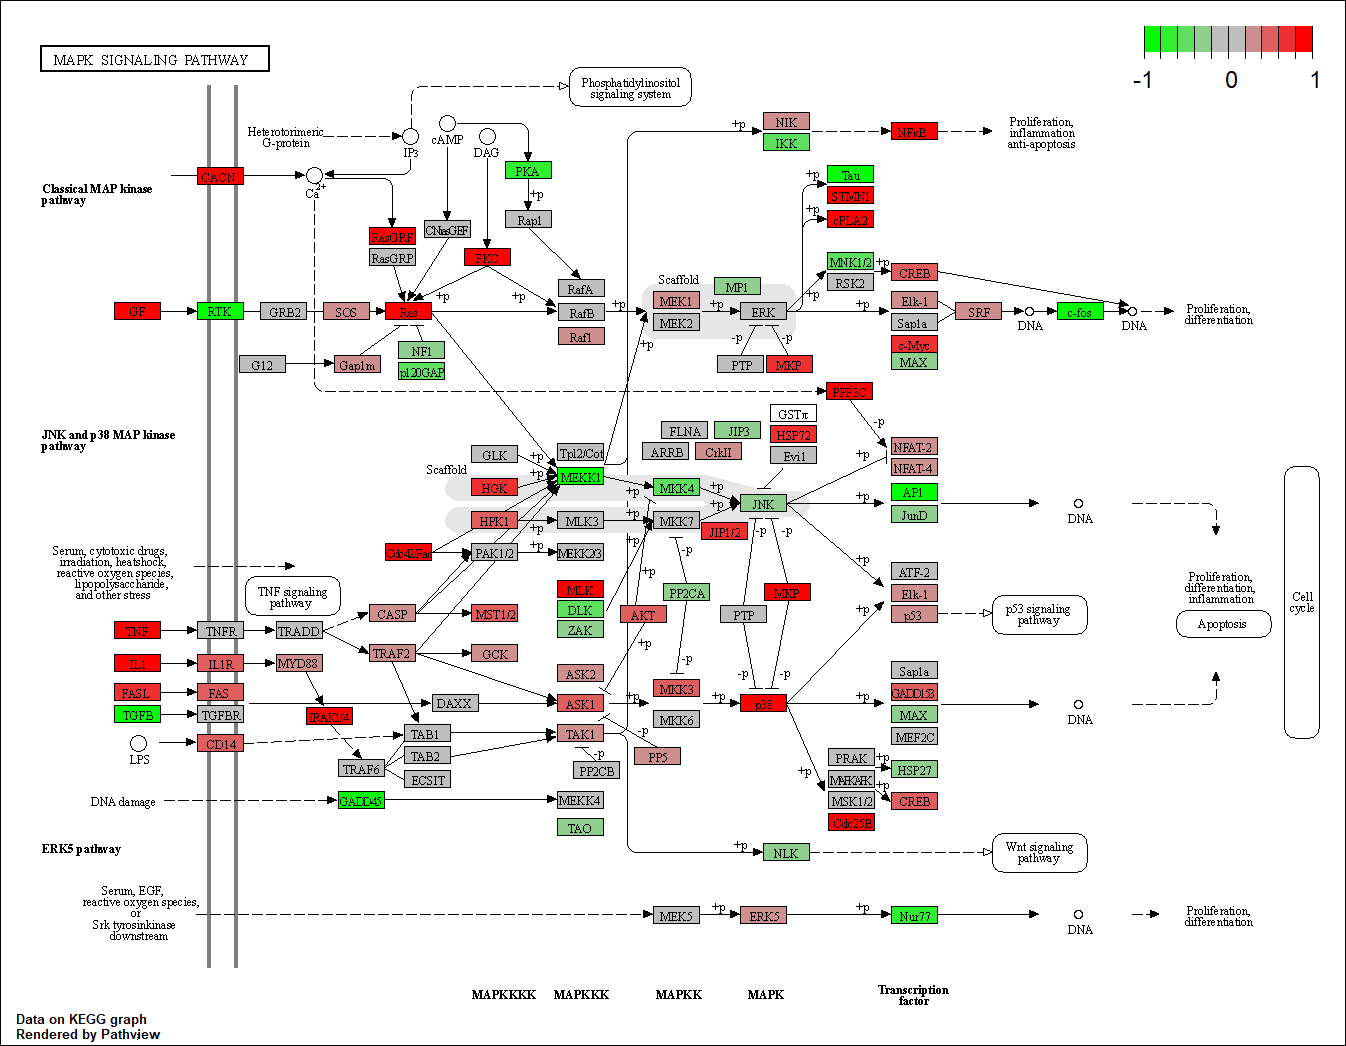 MAPK SIGNALING PATHWAY
-1
0
1
Phosphatidylinositol
signaling system
Heterotorimeric
G-protein
IP3
cAMP
DAG
+p
NIK
IKK
NFκB
Proliferation,
inflammation
anti-apoptosis
Classical MAP kinase
pathway
CACN
Ca2+
PKA
+p
Rap1
+p
Tau
STMN1
+p
cPLA2
RasGRF
RasGRP
CNrasGEF
PKC
RafA
RafB
Raf1
Scaffold
MEK1
MEK2
MP1
ERK
+p
MNK1/2
RSK2
+p
CREB
GF
RTK
GRB2
SOS
Ras
+p
+p
+p
+p
+p
+p
+p
Elk-1
Sap1a
c-Myc
MAX
SRF
DNA
c-fos
DNA
Proliferation,
differentiation
G12
Gap1m
NF1
p120GAP
-p
-p
PTP
MKP
PPP3C
-p
JNK and p38 MAP kinase
pathway
GLK
+p
Tpl2/Cot
FLNA
JIP3
GSTπ
HSP72
ARRB
CrkII
Evi1
NFAT-2
NFAT-4
Scaffold
HGK
+p
MEKK1
+p
MKK4
+p
JNK
+p
+p
AP1
JunD
DNA
HPK1
+p
MLK3
+p
MKK7
+p
JIP1/2
Cdc42/Rac
PAK1/2
+p
MEKK2/3
+p
-p
-p
-p
+p
+p
ATF-2
Elk-1
p53
Serum, cytotoxic drugs,
irradiation, heatshock,
reactive oxygen species,
lipopolysaccharide,
and other stress
TNF signaling
pathway
MLK
DLK
ZAK
PP2CA
MKP
PTP
AKT
CASP
MST1/2
+p
p53 signaling
pathway
Proliferation,
differentiation,
inflammation
Apoptosis
Cell
cycle
TNF
TNFR
TRADD
TRAF2
GCK
IL1
IL1R
MYD88
ASK2
-p
-p
-p
FASL
FAS
DAXX
ASK1
+p
MKK3
MKK6
+p
p38
+p
Sap1a
GADD153
MAX
MEF2C
DNA
TGFB
TGFBR
IRAK1/4
TAB1
TAK1
-p
PP5
LPS
CD14
TRAF6
TAB2
ECSIT
-p
PP2CB
+p
PRAK
MAPKAPK
MSK1/2
Cdc25B
+p
+p
HSP27
CREB
DNA damage
GADD45
MEKK4
TAO
ERK5 pathway
+p
NLK
Wnt signaling
pathway
Serum, EGF,
reactive oxygen species,
or
Srk tyrosinkinase
downstream
MEK5
+p
ERK5
+p
Nur77
DNA
Proliferation,
differentiation
MAPKKKK
MAPKKK
MAPKK
MAPK
Transcription
factor
Data on KEGG graph
Rendered by Pathview